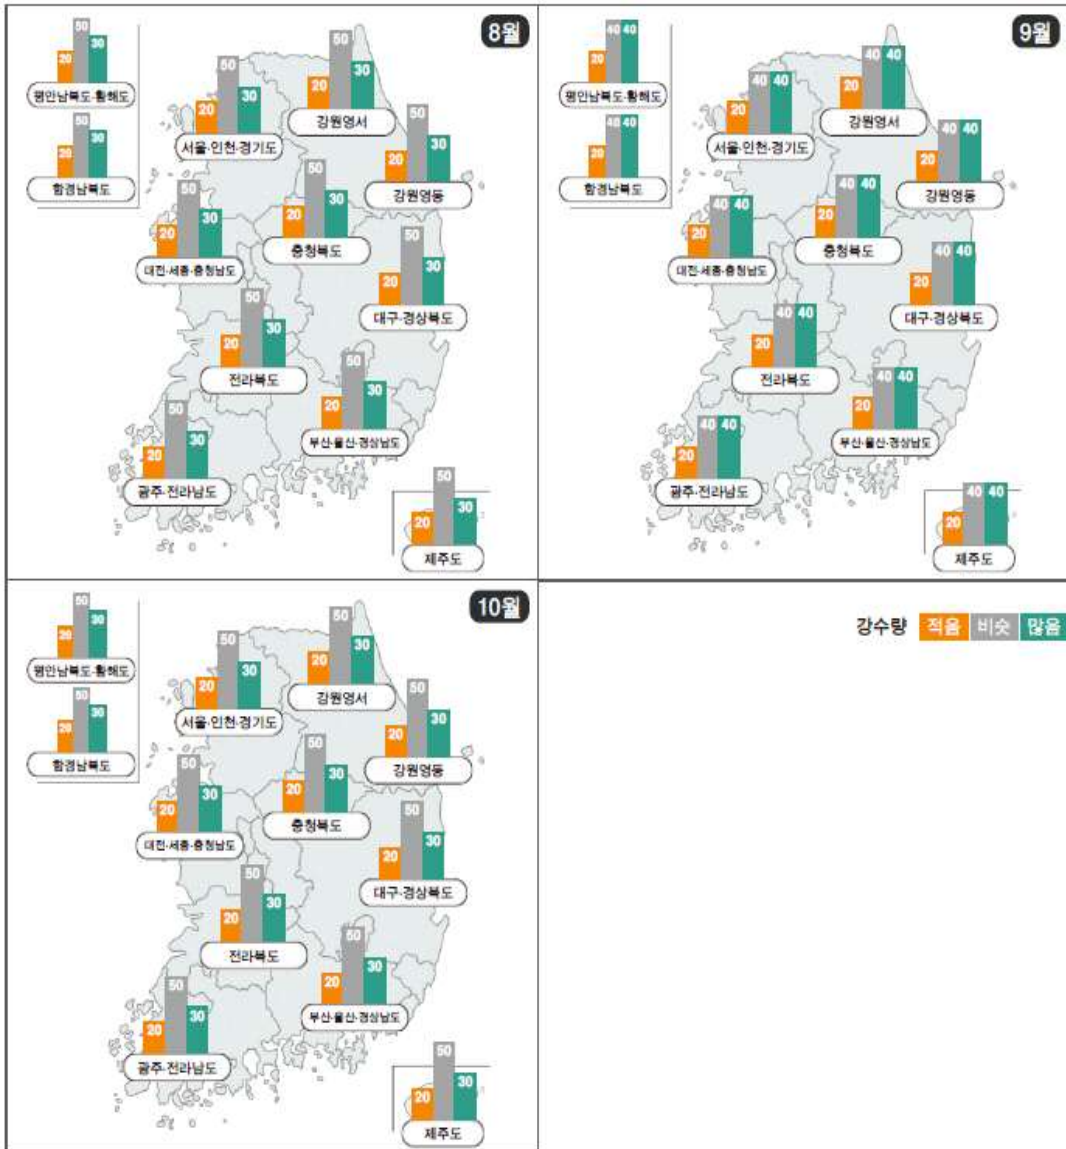 8월
50
20 30
평안남북도·황해도
50
20 30
함경남북도
50
20 30
서울·인천·경기도
50
20 30
강원영서
50
20 30
강원영동
50
20 30
대전·세종·충청남도
50
20 30
충청북도
50
20 30
대구·경상북도
50
20 30
전라북도
50
20 30
부산·울산·경상남도
50
20 30
광주·전라남도
50
20 30
제주도
9월
20 40 40
평안남북도·황해도
20 40 40
함경남북도
20 40 40
서울·인천·경기도
20 40 40
강원영서
20 40 40
강원영동
20 40 40
대전·세종·충청남도
20 40 40
충청북도
20 40 40
대구·경상북도
20 40 40
전라북도
20 40 40
부산·울산·경상남도
20 40 40
광주·전라남도
20 40 40
제주도
10월
50
20 30
평안남북도·황해도
50
20 30
함경남북도
50
20 30
서울·인천·경기도
50
20 30
강원영서
50
20 30
강원영동
50
20 30
대전·세종·충청남도
50
20 30
충청북도
50
20 30
대구·경상북도
50
20 30
전라북도
50
20 30
부산·울산·경상남도
50
20 30
광주·전라남도
50
20 30
제주도
강수량 적음 비슷 많음